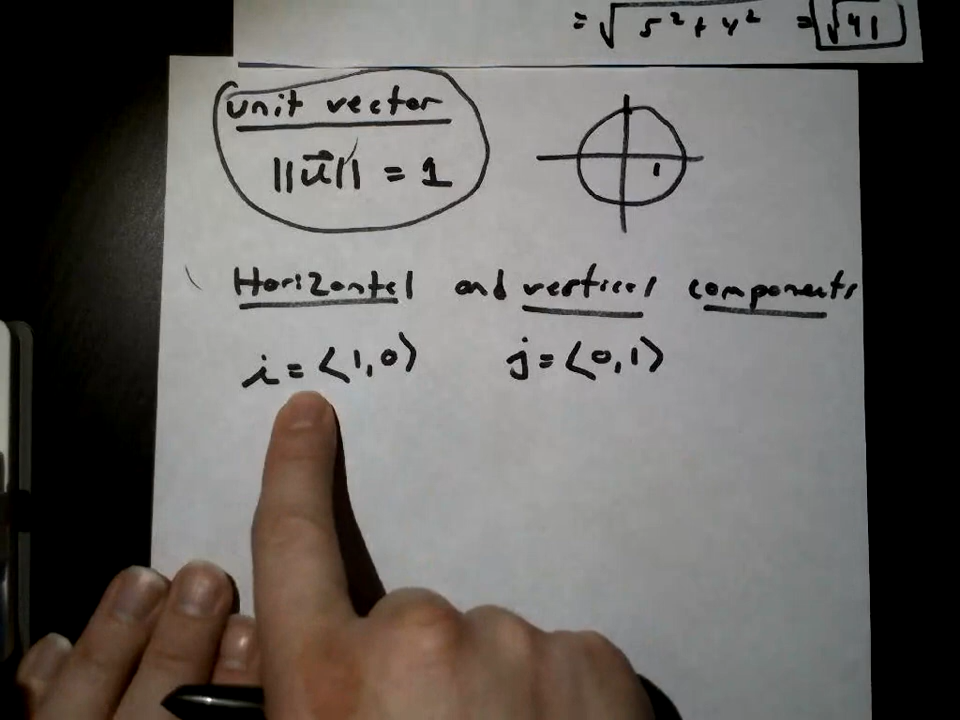 = √5² + 4² = √41
unit vector
||u⃗|| = 1
1
Horizontal and vertical components
i = ⟨1,0⟩ j = ⟨0,1⟩